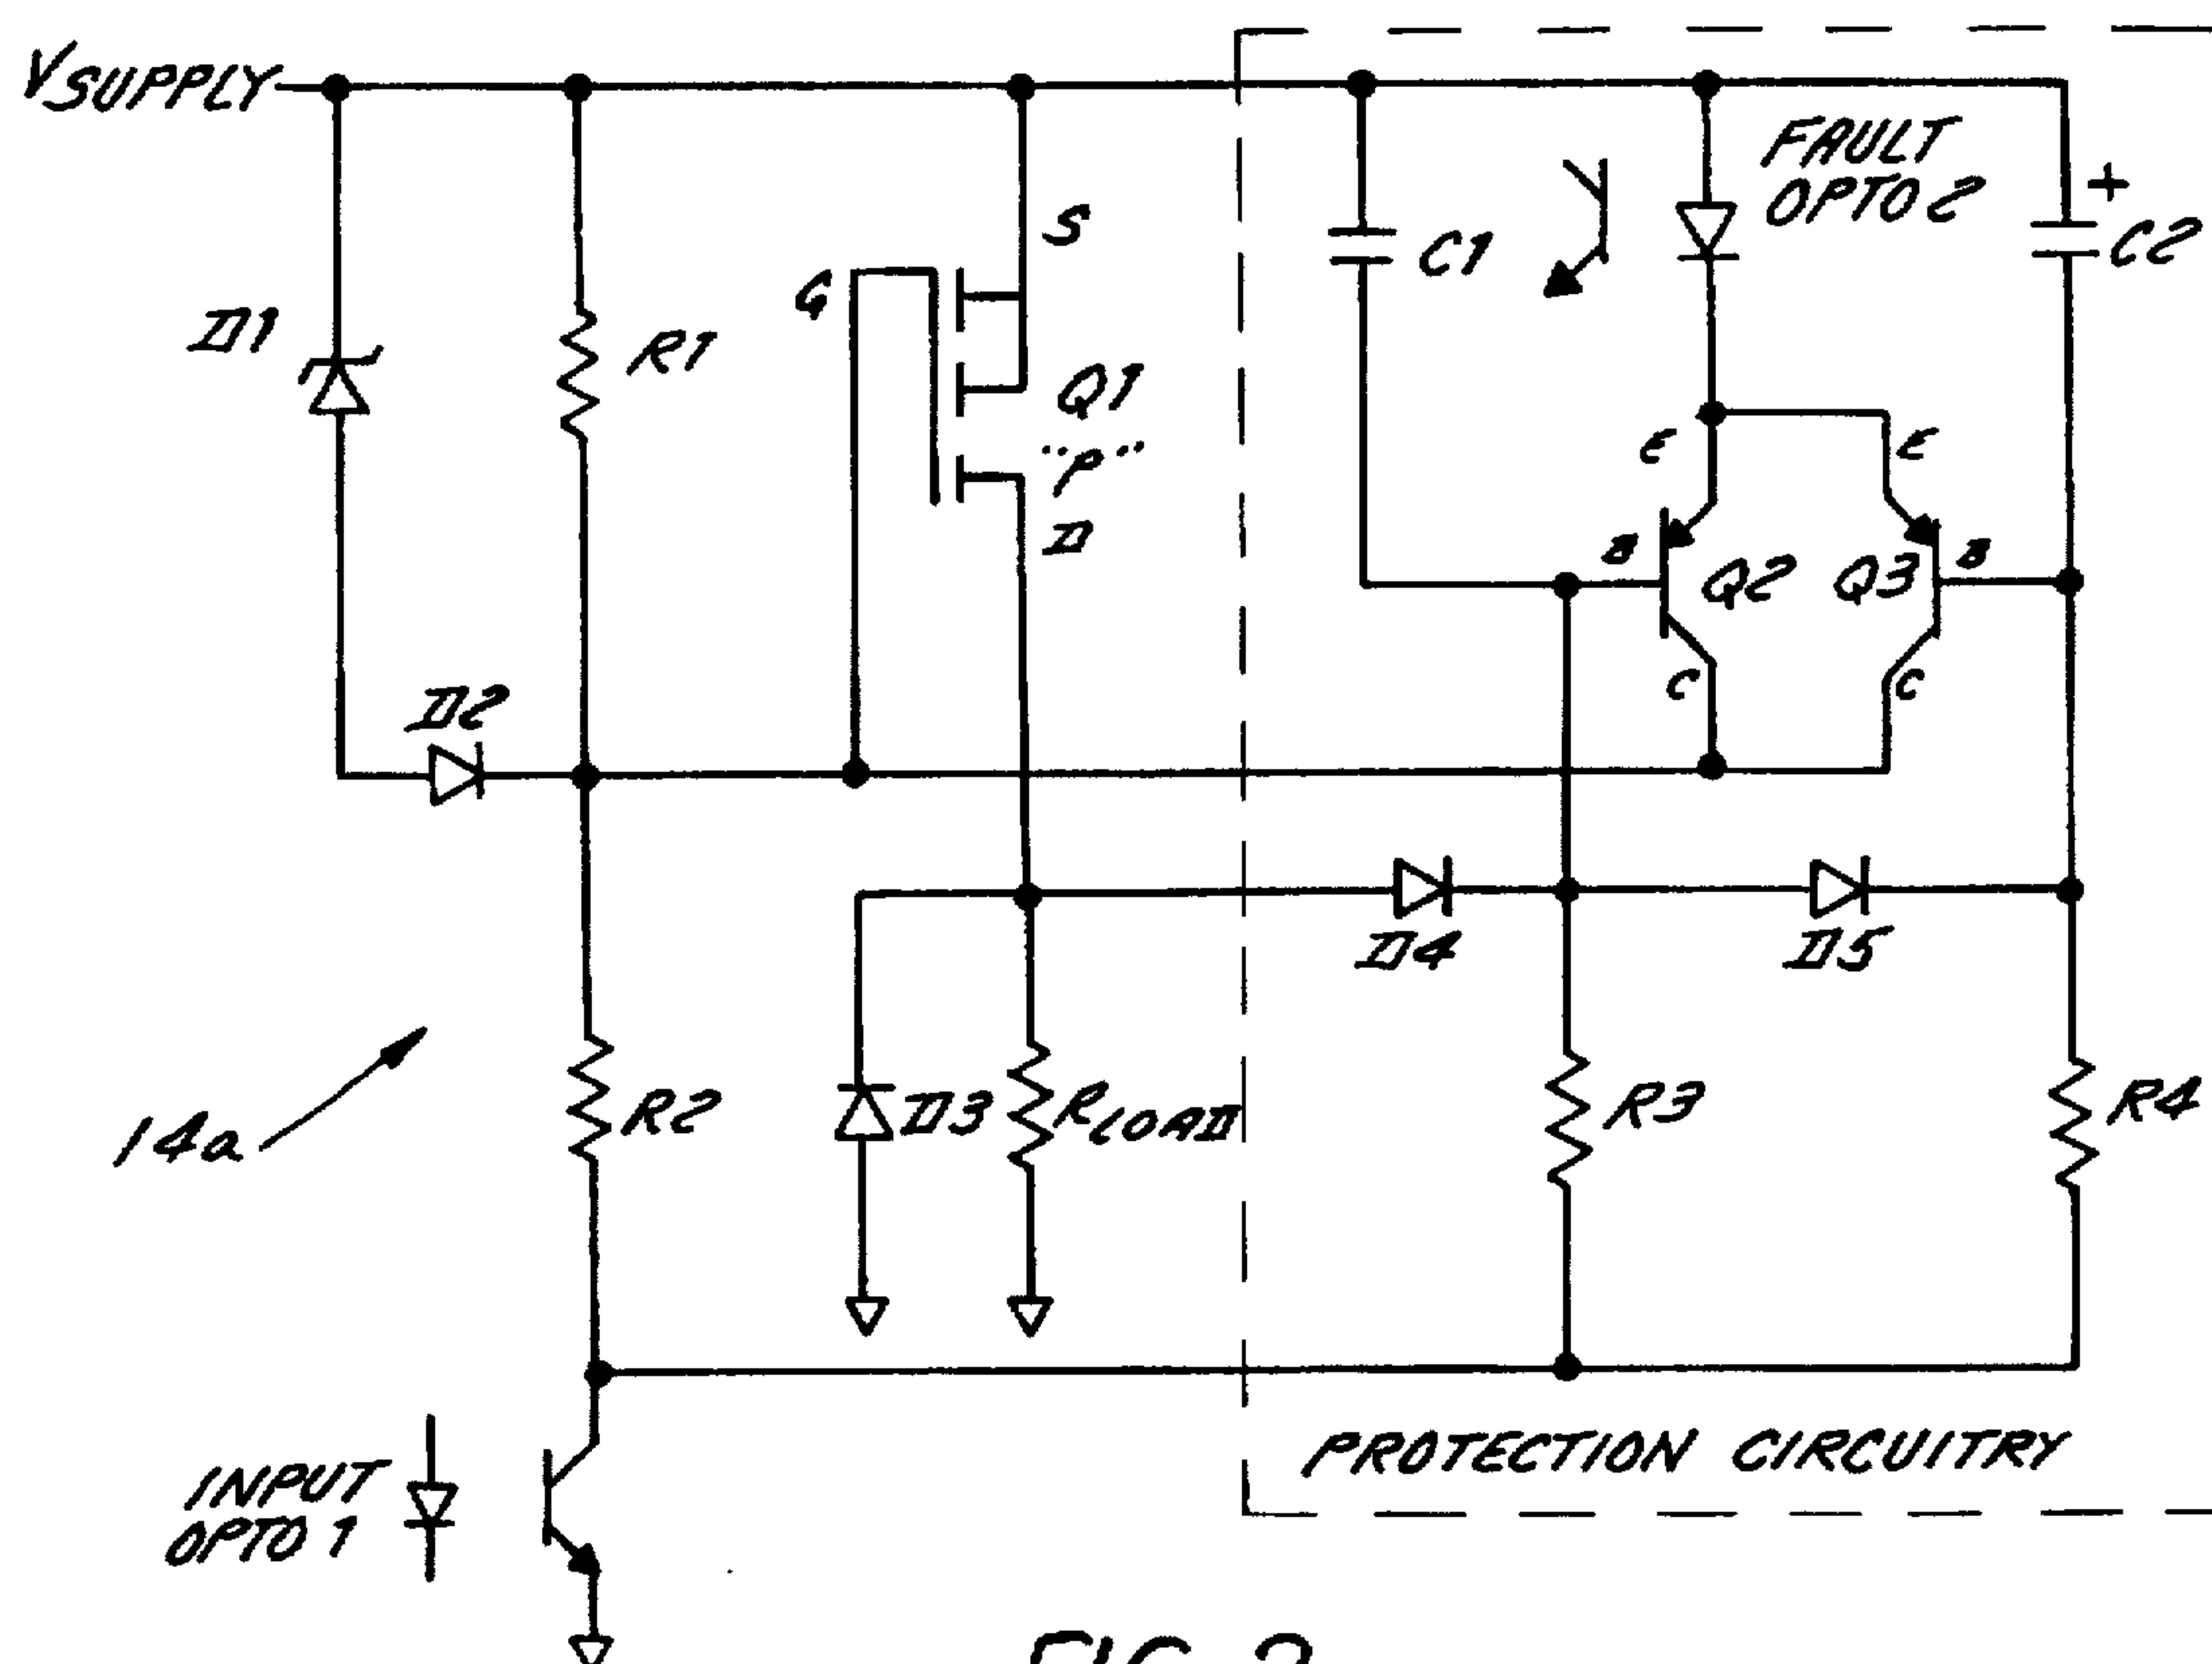 VSUPPLY
FAULT
OPTO 2
+
S
G
C1
C2
D1
R1
Q1
"P"
D
E
E
B
Q2
Q3
B
C
C
D2
D4
D5
14a
R2
D3
RLOAD
R3
R4
PROTECTION CIRCUITRY
INPUT
OPTO 1